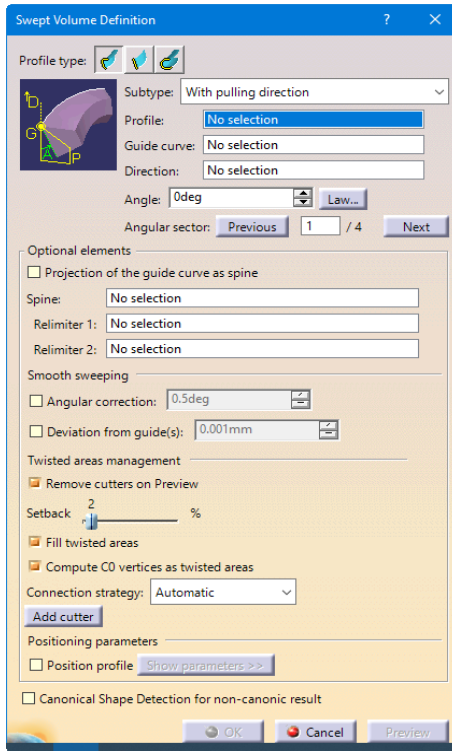 Swept Volume Definition ? ×
Profile type:
Subtype: With pulling direction
Profile: No selection
Guide curve: No selection
Direction: No selection
Angle: 0deg Law...
Angular sector: Previous 1 / 4 Next
D
G
A
P
Optional elements
Projection of the guide curve as spine
Spine: No selection
Relimiter 1: No selection
Relimiter 2: No selection
Smooth sweeping
Angular correction: 0.5deg
Deviation from guide(s): 0.001mm
Twisted areas management
Remove cutters on Preview
Setback 2 %
Fill twisted areas
Compute C0 vertices as twisted areas
Connection strategy: Automatic
Add cutter
Positioning parameters
Position profile Show parameters >>
Canonical Shape Detection for non-canonic result
OK Cancel Preview